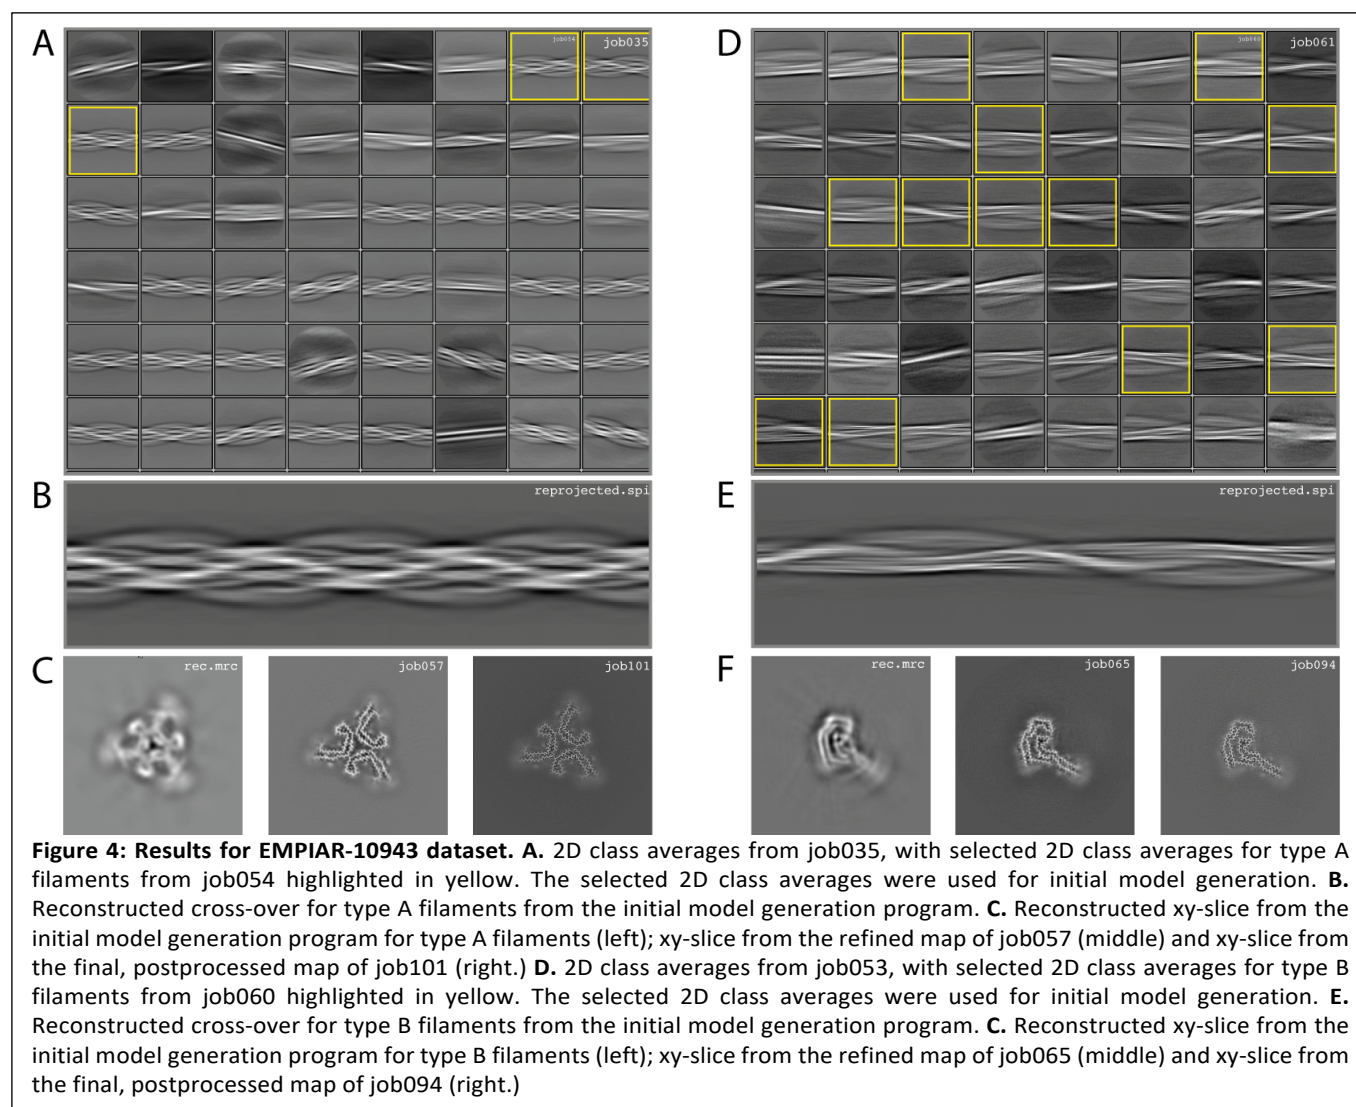 A
job054
job035
D
job060
job061
B
reprojected.spi
E
reprojected.spi
C
rec.mrc
job057
job101
F
rec.mrc
job065
job094
Figure 4: Results for EMPIAR-10943 dataset. A. 2D class averages from job035, with selected 2D class averages for type A
filaments from job054 highlighted in yellow. The selected 2D class averages were used for initial model generation. B.
Reconstructed cross-over for type A filaments from the initial model generation program. C. Reconstructed xy-slice from the
initial model generation program for type A filaments (left); xy-slice from the refined map of job057 (middle) and xy-slice from
the final, postprocessed map of job101 (right.) D. 2D class averages from job053, with selected 2D class averages for type B
filaments from job060 highlighted in yellow. The selected 2D class averages were used for initial model generation. E.
Reconstructed cross-over for type B filaments from the initial model generation program. C. Reconstructed xy-slice from the
initial model generation program for type B filaments (left); xy-slice from the refined map of job065 (middle) and xy-slice from
the final, postprocessed map of job094 (right.)